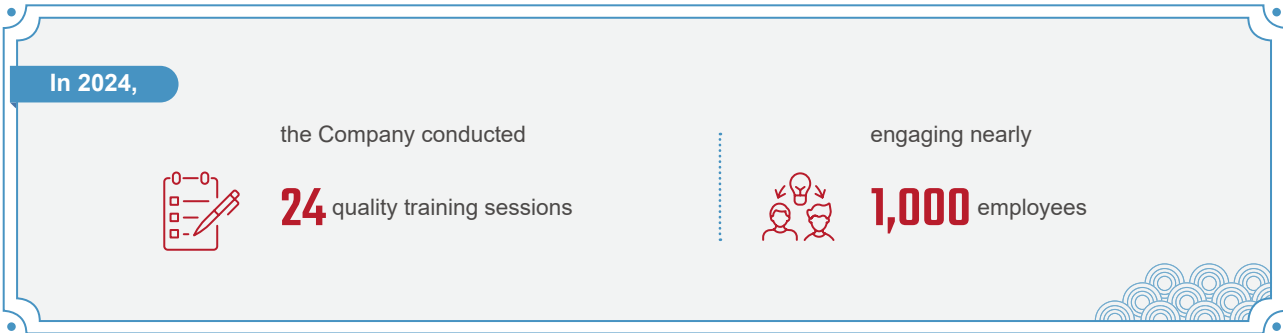 In 2024,
the Company conducted
24 quality training sessions
engaging nearly
1,000 employees